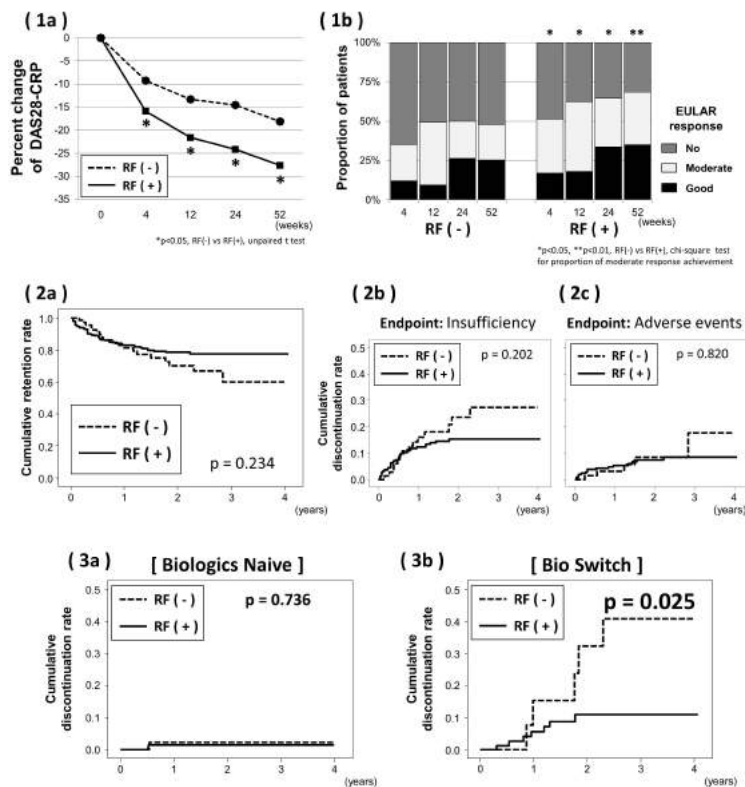 ( 1a )
Percent change
of DAS28-CRP
0
-5
-10
-15
-20
-25
-30
-35
RF ( - )
RF ( + )
*
*
*
*
0
4
12
24
52
(weeks)
*p<0.05, RF(-) vs RF(+), unpaired t test
( 1b )
Proportion of patients
100%
75%
50%
25%
0%
*
*
*
**
4
12
24
52
4
12
24
52
(weeks)
RF ( - )
RF ( + )
EULAR
response
No
Moderate
Good
*p<0.05, **p<0.01, RF(-) vs RF(+), chi-square test
for proportion of moderate response achievement
( 2a )
Cumulative retention rate
1.0
0.8
0.6
0.4
0.2
0.0
RF ( - )
RF ( + )
p = 0.234
0
1
2
3
4
(years)
( 2b )
Endpoint: Insufficiency
Cumulative
discontinuation rate
0.5
0.4
0.3
0.2
0.1
0.0
RF ( - )
RF ( + )
p = 0.202
0
1
2
3
4
(years)
( 2c )
Endpoint: Adverse events
RF ( - )
RF ( + )
p = 0.820
0
1
2
3
4
(years)
( 3a )
[ Biologics Naive ]
Cumulative
discontinuation rate
0.5
0.4
0.3
0.2
0.1
0.0
RF ( - )
RF ( + )
p = 0.736
0
1
2
3
4
(years)
( 3b )
[ Bio Switch ]
Cumulative
discontinuation rate
0.5
0.4
0.3
0.2
0.1
0.0
RF ( - )
RF ( + )
p = 0.025
0
1
2
3
4
(years)